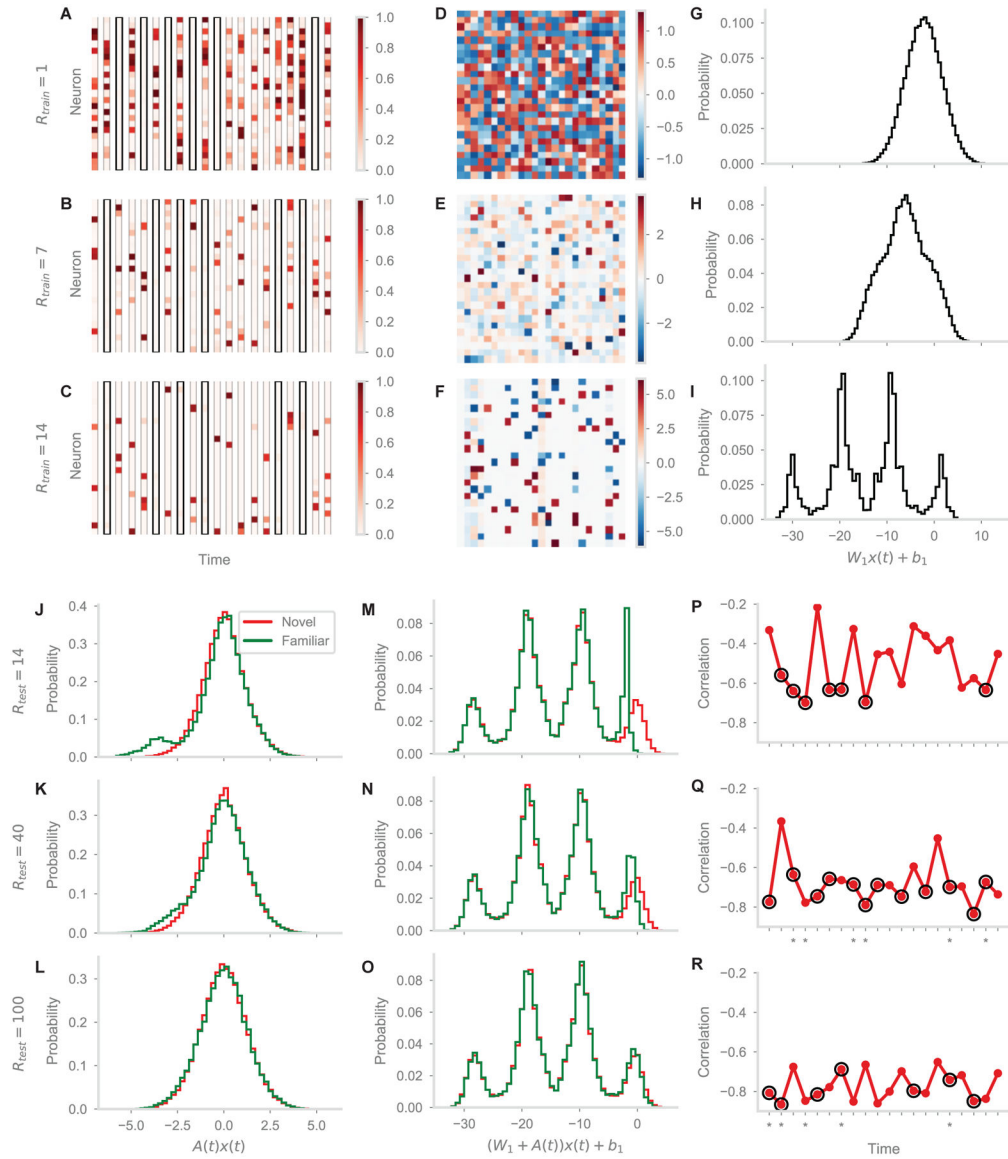 A
R_train = 1
Neuron
1.0
0.8
0.6
0.4
0.2
0.0
D
1.0
0.5
0.0
−0.5
−1.0
G
Probability
0.100
0.075
0.050
0.025
0.000
−30 −20 −10 0 10
B
R_train = 7
Neuron
1.0
0.8
0.6
0.4
0.2
0.0
E
2
0
−2
H
Probability
0.08
0.06
0.04
0.02
0.00
C
R_train = 14
Neuron
1.0
0.8
0.6
0.4
0.2
0.0
Time
F
5.0
2.5
0.0
−2.5
−5.0
I
Probability
0.100
0.075
0.050
0.025
0.000
−30 −20 −10 0 10
W₁x(t) + b₁
J
R_test = 14
Probability
0.4
0.3
0.2
0.1
0.0
Novel
Familiar
M
Probability
0.08
0.06
0.04
0.02
0.00
P
Correlation
−0.2
−0.4
−0.6
−0.8
K
R_test = 40
Probability
0.3
0.2
0.1
0.0
N
Probability
0.08
0.06
0.04
0.02
0.00
Q
Correlation
−0.2
−0.4
−0.6
−0.8
* * * * * *
L
R_test = 100
Probability
0.3
0.2
0.1
0.0
−5.0 −2.5 0.0 2.5 5.0
A(t)x(t)
O
Probability
0.08
0.06
0.04
0.02
0.00
−30 −20 −10 0
(W₁ + A(t))x(t) + b₁
R
Correlation
−0.2
−0.4
−0.6
−0.8
* * * * *
Time